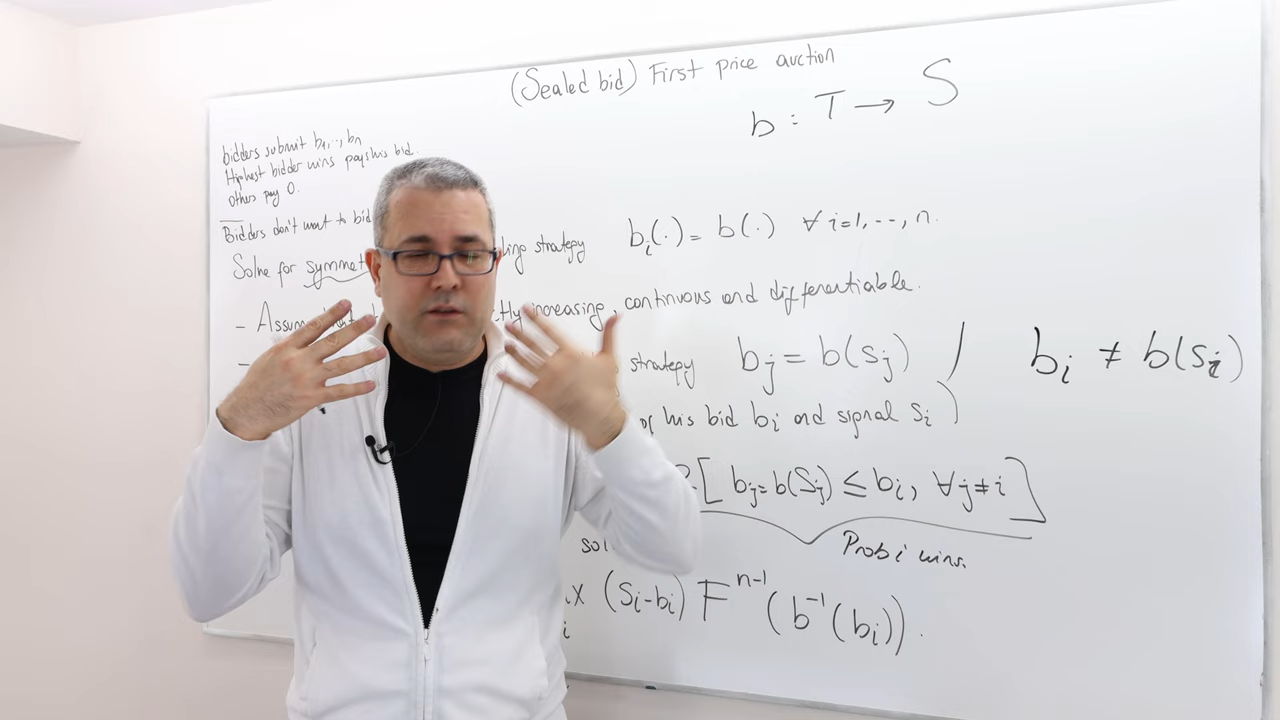 (Sealed bid) First price auction
b : T → S
bidders submit b₁,..,bₙ
Highest bidder wins pays his bid.
others pay 0.
Bidders don't want to bid
bᵢ(·) = b(·) ∀ i=1,--,n.
Solve for symmet strategy
- Assum increasing, continuous and differentiable.
- strategy bⱼ = b(sⱼ) / bᵢ ≠ b(sᵢ)
his bid bᵢ and signal sᵢ )
[ bⱼ=b(Sⱼ) ≤ bᵢ, ∀j≠i ]
Prob i wins.
(Sᵢ-bᵢ) Fⁿ⁻¹ (b⁻¹(bᵢ)).